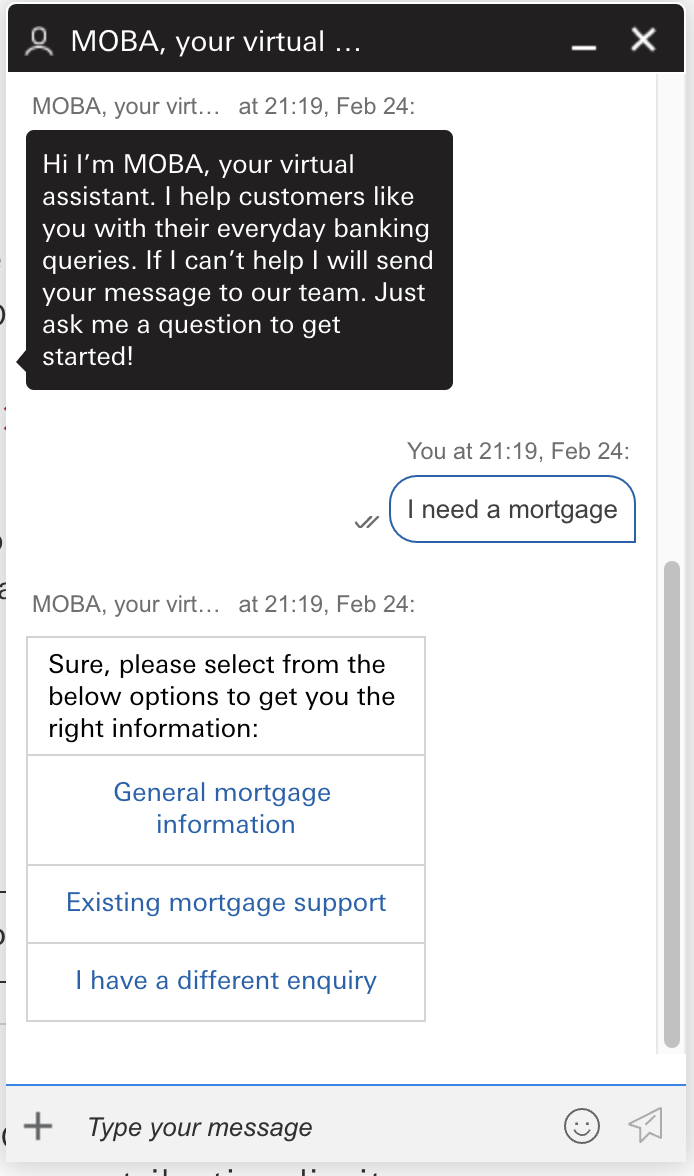 MOBA, your virtual ...
MOBA, your virt... at 21:19, Feb 24:
Hi I'm MOBA, your virtual
assistant. I help customers like
you with their everyday banking
queries. If I can't help I will send
your message to our team. Just
ask me a question to get
started!
You at 21:19, Feb 24:
I need a mortgage
MOBA, your virt... at 21:19, Feb 24:
Sure, please select from the
below options to get you the
right information:
General mortgage
information
Existing mortgage support
I have a different enquiry
Type your message